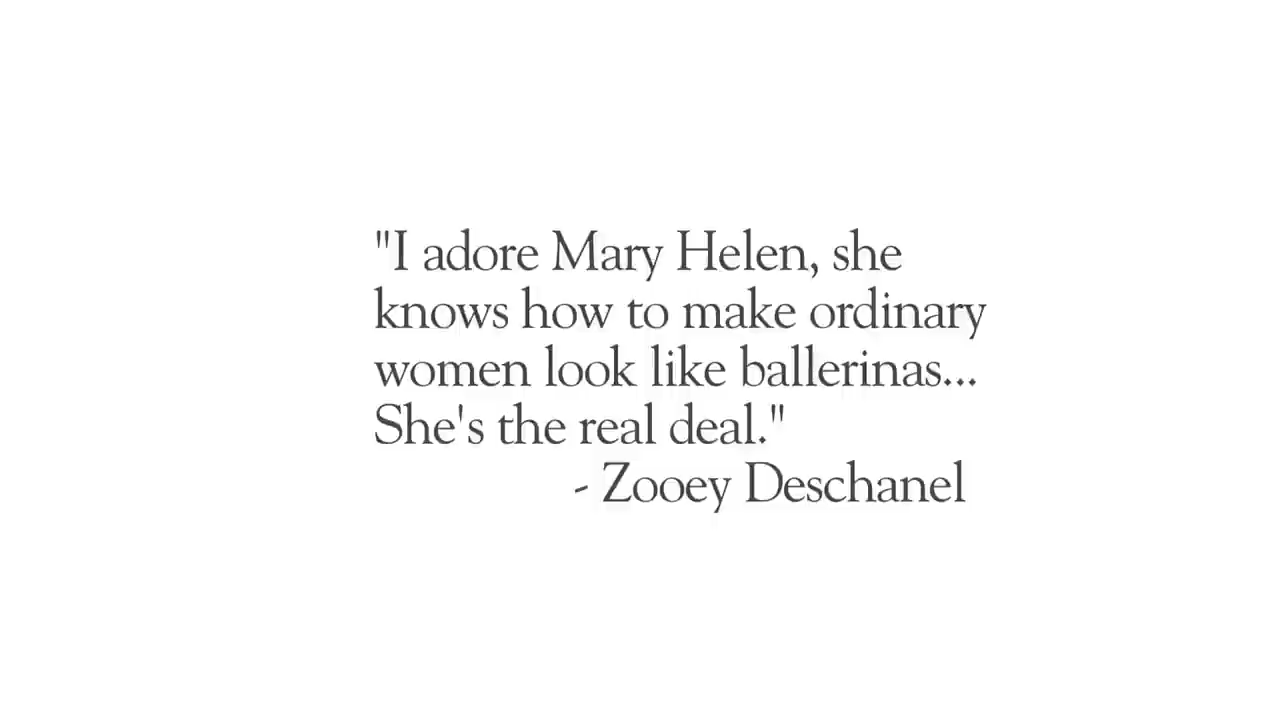 "I adore Mary Helen, she
knows how to make ordinary
women look like ballerinas...
She's the real deal."
- Zooey Deschanel